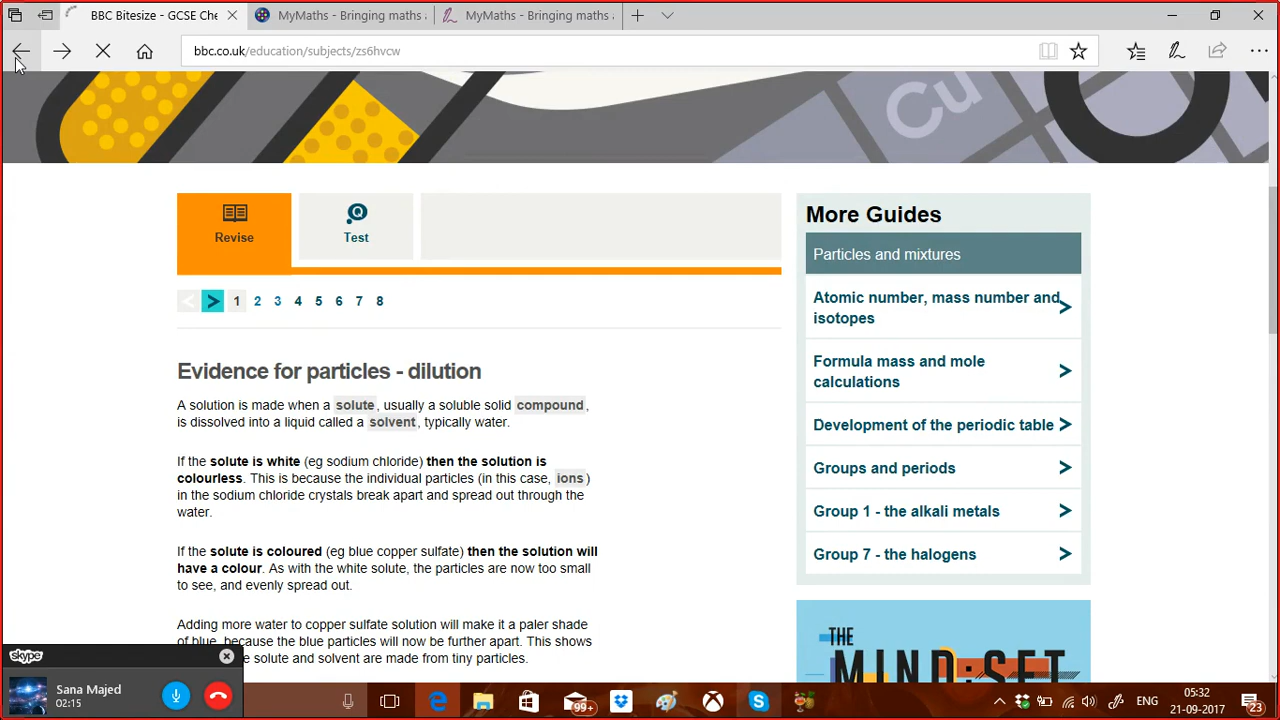 BBC Bitesize - GCSE Che
MyMaths - Bringing maths a
MyMaths - Bringing maths a
bbc.co.uk/education/subjects/zs6hvcw
Cu
Revise
Test
1 2 3 4 5 6 7 8
Evidence for particles - dilution
A solution is made when a solute, usually a soluble solid compound,
is dissolved into a liquid called a solvent, typically water.
If the solute is white (eg sodium chloride) then the solution is
colourless. This is because the individual particles (in this case, ions)
in the sodium chloride crystals break apart and spread out through the
water.
If the solute is coloured (eg blue copper sulfate) then the solution will
have a colour. As with the white solute, the particles are now too small
to see, and evenly spread out.
Adding more water to copper sulfate solution will make it a paler shade
of blue, because the blue particles will now be further apart. This shows
solute and solvent are made from tiny particles.
More Guides
Particles and mixtures
Atomic number, mass number and
isotopes
Formula mass and mole
calculations
Development of the periodic table
Groups and periods
Group 1 - the alkali metals
Group 7 - the halogens
THE
MIND:SET
skype
Sana Majed
02:15
99+
ENG
05:32
21-09-2017
23